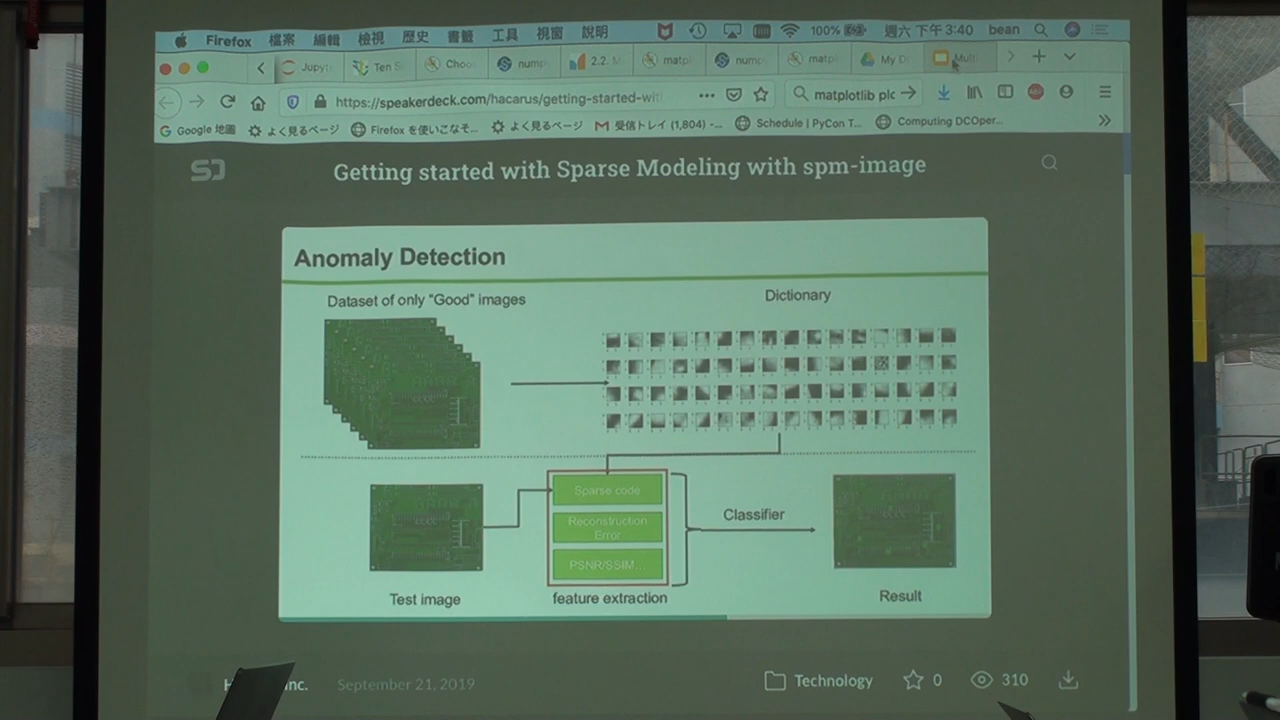 Firefox 檔案 編輯 檢視 歷史 書籤 工具 視窗 說明 100% 週六 下午 3:40 bean
Jupyt Ten S Choo nump 2.2. M matpl nump matpl My D Multi
https://speakerdeck.com/hacarus/getting-started-wit
matplotlib plc
Google 地圖 よく見るページ Firefox を使いこなそ… よく見るページ 受信トレイ (1,804) -… Schedule | PyCon T… Computing DCOper…
Getting started with Sparse Modeling with spm-image
Anomaly Detection
Dataset of only "Good" images
Dictionary
Sparse code
Reconstruction
Error
PSNR/SSIM...
Classifier
Test image
feature extraction
Result
September 21, 2019
Technology 0 310